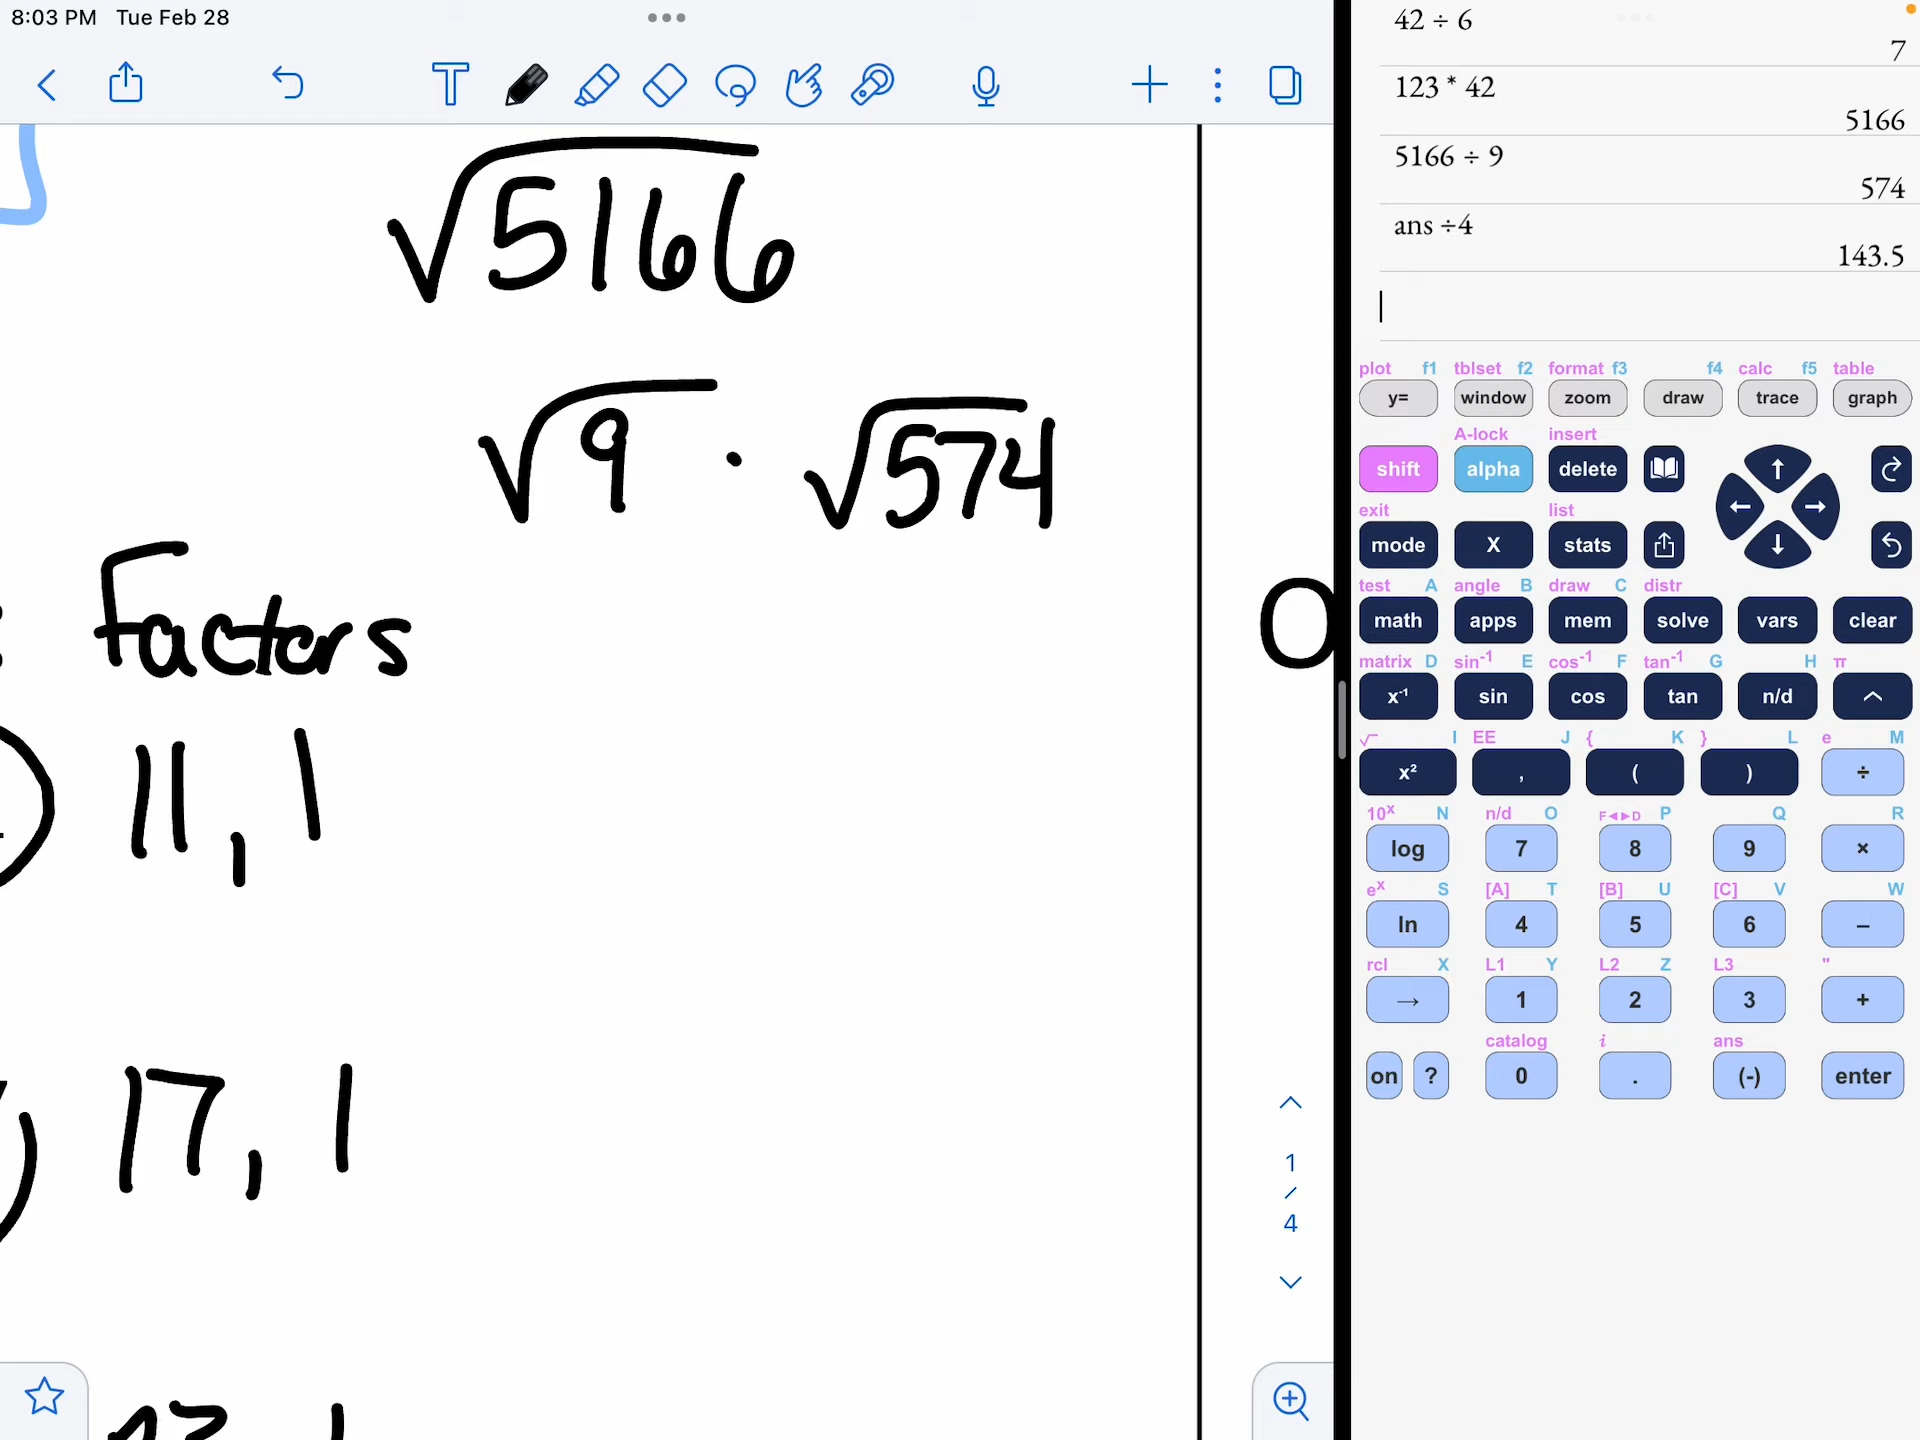 8:03 PM Tue Feb 28
√5166
√9 · √574
Factors
11, 1
17, 1
1
/
4
42 ÷ 6
7
123 * 42
5166
5166 ÷ 9
574
ans ÷4
143.5
plot f1 tblset f2 format f3 f4 calc f5 table
y= window zoom draw trace graph
A-lock insert
shift alpha delete
exit list
mode X stats
test A angle B draw C distr
math apps mem solve vars clear
matrix D sin-1 E cos-1 F tan-1 G H π
x-1 sin cos tan n/d ^
√ I EE J { K } L e M
x² , ( ) ÷
10x N n/d O F◄►D P Q R
log 7 8 9 ×
ex S [A] T [B] U [C] V W
ln 4 5 6 –
rcl X L1 Y L2 Z L3 "
→ 1 2 3 +
catalog i ans
on ? 0 . (-) enter